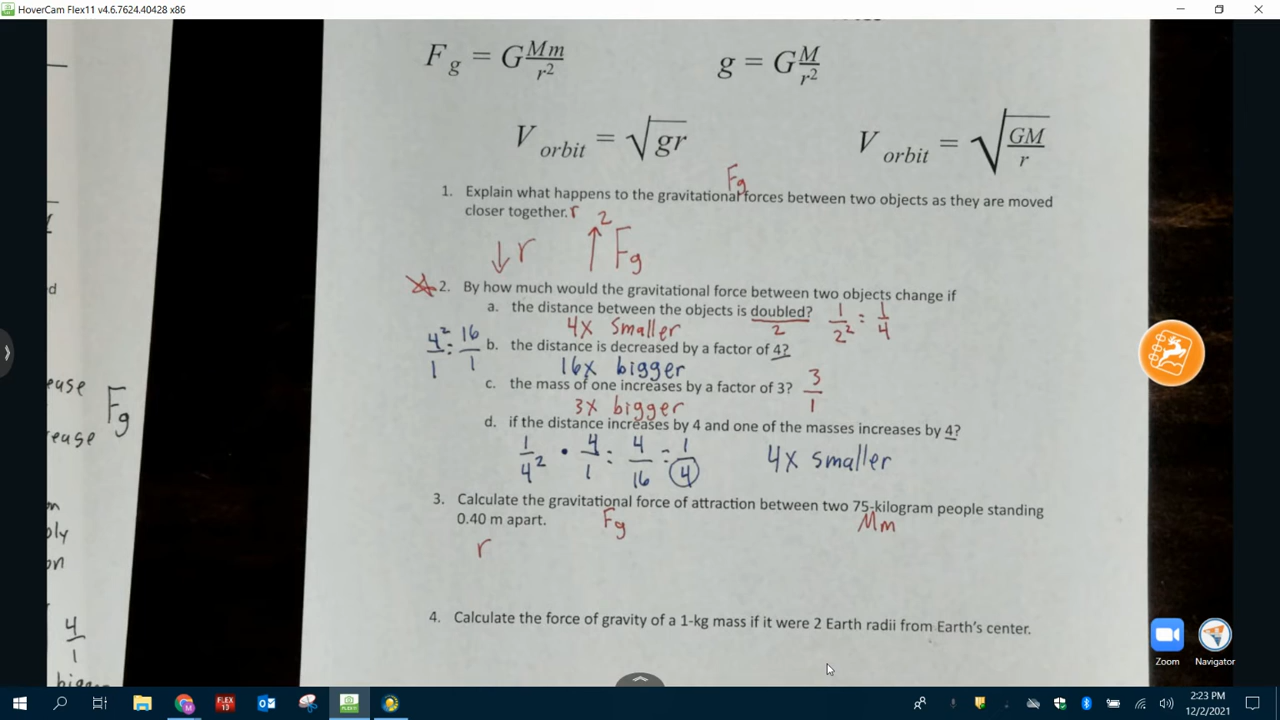 HoverCam Flex11 v4.6.7624.40428 x86
F g = G Mm / r²
g = G M / r²
V orbit = √gr
V orbit = √GM / r
Fg
1. Explain what happens to the gravitational forces between two objects as they are moved
closer together. r
↓ r ↑² Fg
2. By how much would the gravitational force between two objects change if
a. the distance between the objects is doubled? 1/2² = 1/4
4x smaller 2
4²/1 = 16/1 b. the distance is decreased by a factor of 4?
16x bigger
c. the mass of one increases by a factor of 3? 3/1
3x bigger
d. if the distance increases by 4 and one of the masses increases by 4?
1/4² · 4/1 = 4/16 = 1/4 4x smaller
3. Calculate the gravitational force of attraction between two 75-kilogram people standing
0.40 m apart. Fg Mm
r
4. Calculate the force of gravity of a 1-kg mass if it were 2 Earth radii from Earth's center.
d
ease
Fg
erease
on
ply
on
4/1
Zoom
Navigator
2:23 PM
12/2/2021